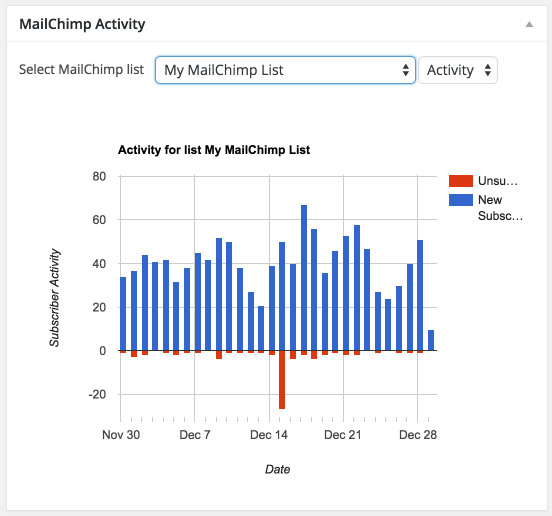 MailChimp Activity
Select MailChimp list My MailChimp List Activity
Activity for list My MailChimp List
80
60
40
20
0
-20
Subscriber Activity
Nov 30 Dec 7 Dec 14 Dec 21 Dec 28
Date
Unsu...
New
Subsc...